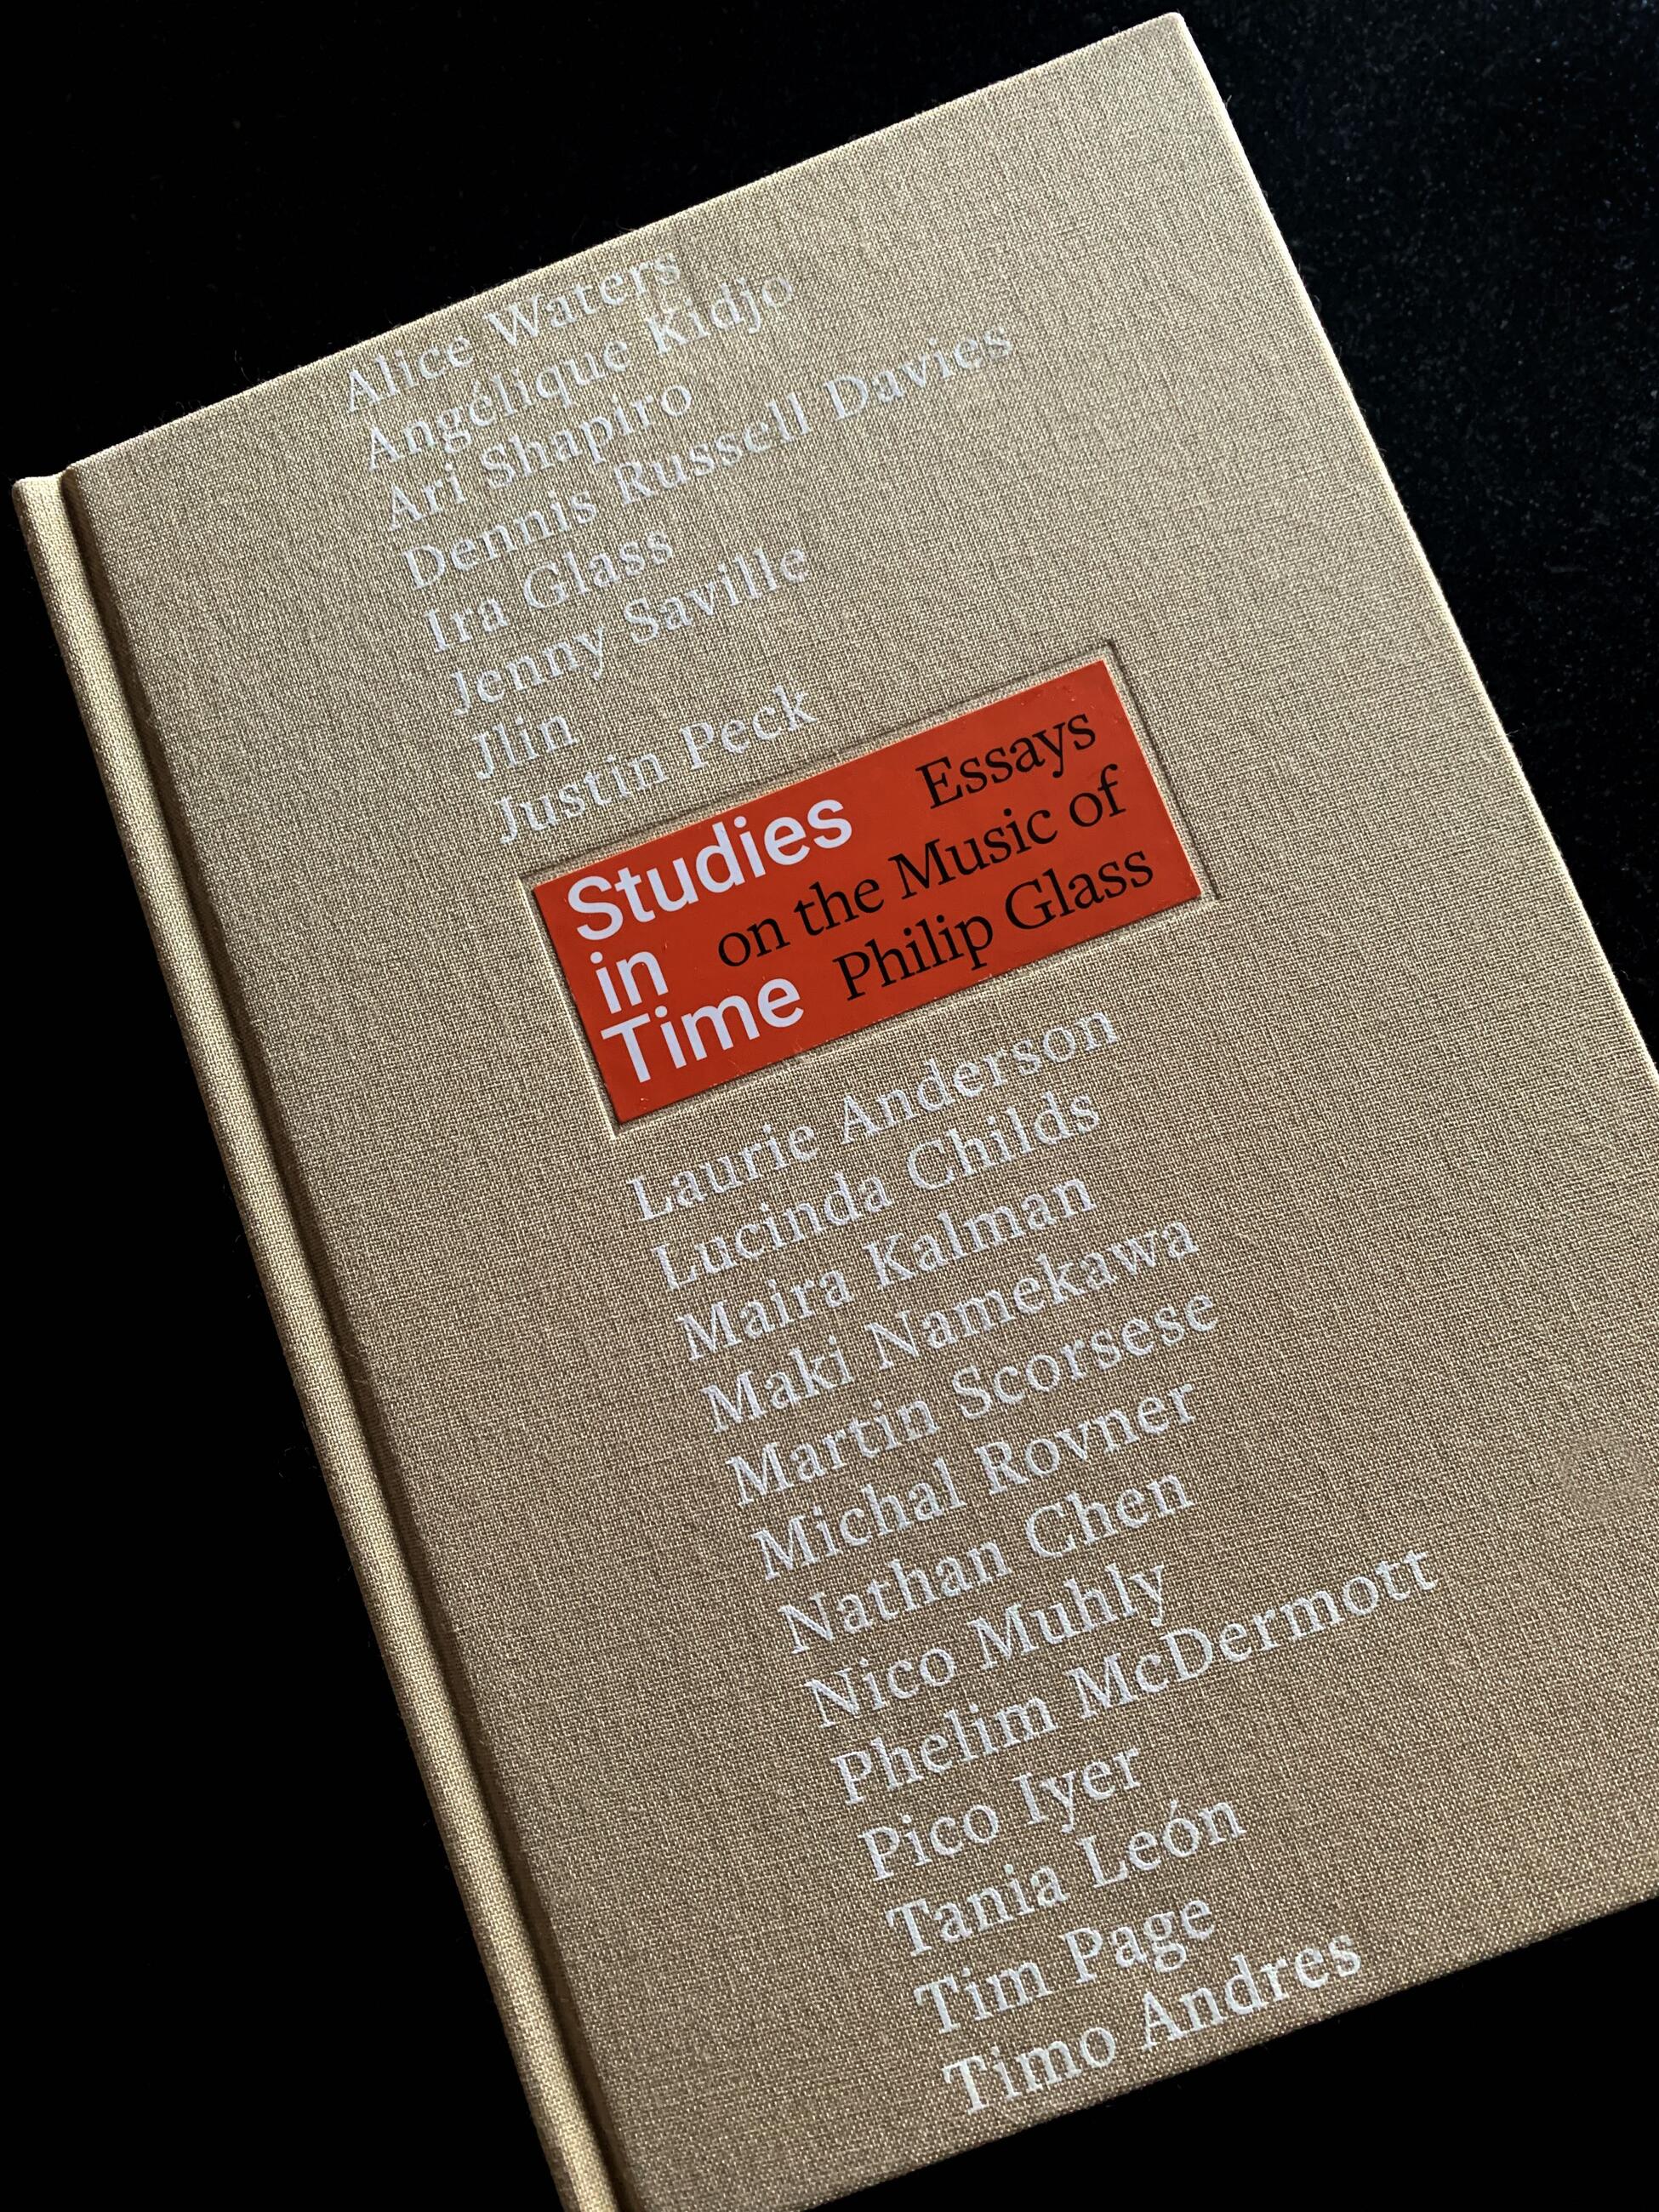 Alice Waters
Angélique Kidjo
Ari Shapiro
Dennis Russell Davies
Ira Glass
Jenny Saville
Jlin
Justin Peck
Studies
in
Time
Essays
on the Music of
Philip Glass
Laurie Anderson
Lucinda Childs
Maira Kalman
Maki Namekawa
Martin Scorsese
Michal Rovner
Nathan Chen
Nico Muhly
Phelim McDermott
Pico Iyer
Tania León
Tim Page
Timo Andres